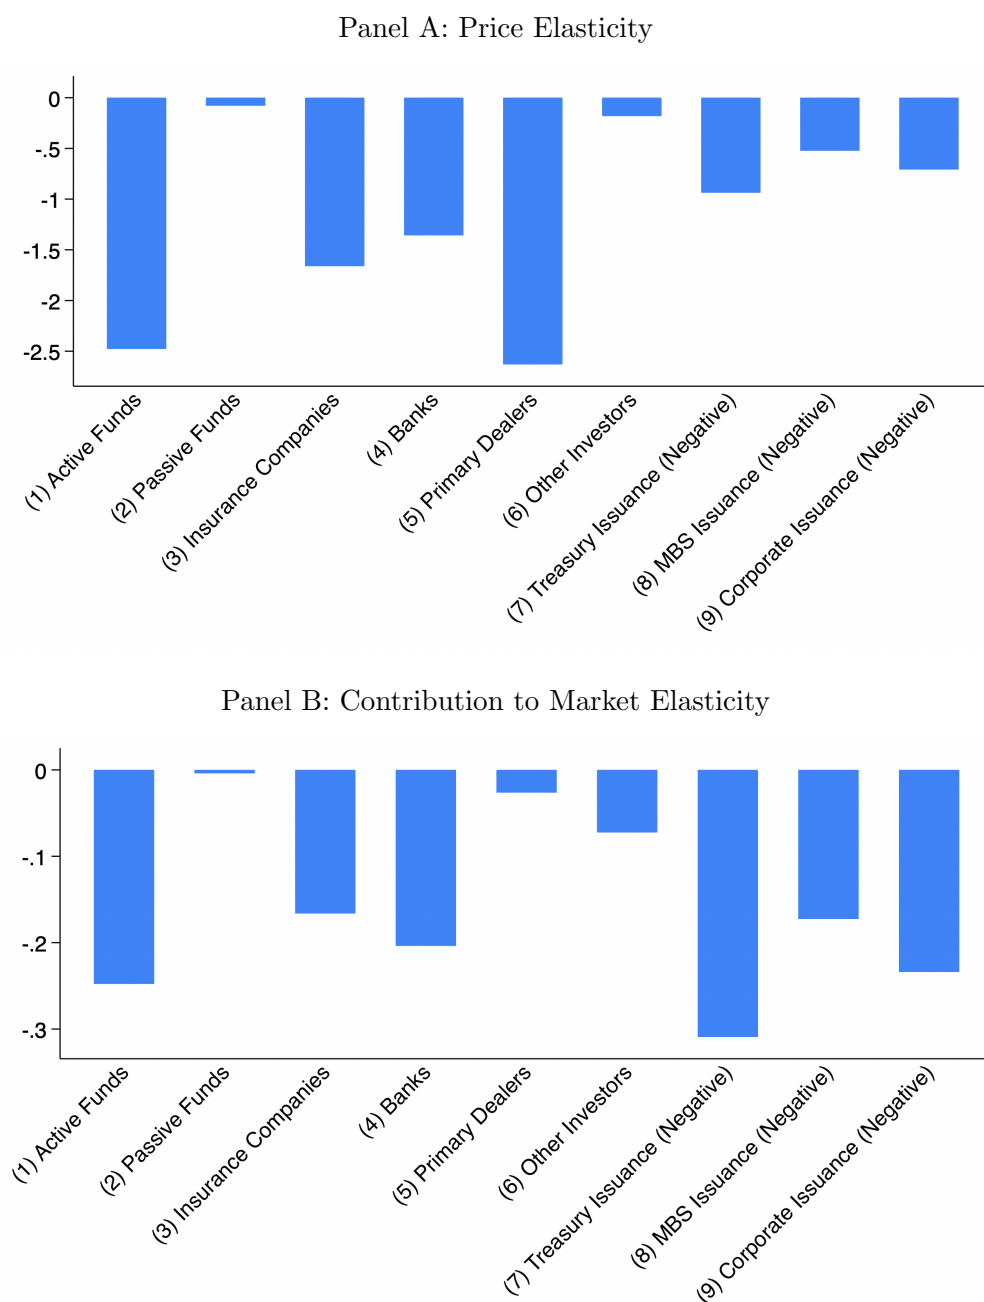 Panel A: Price Elasticity
0
-.5
-1
-1.5
-2
-2.5
(1) Active Funds
(2) Passive Funds
(3) Insurance Companies
(4) Banks
(5) Primary Dealers
(6) Other Investors
(7) Treasury Issuance (Negative)
(8) MBS Issuance (Negative)
(9) Corporate Issuance (Negative)
Panel B: Contribution to Market Elasticity
0
-.1
-.2
-.3
(1) Active Funds
(2) Passive Funds
(3) Insurance Companies
(4) Banks
(5) Primary Dealers
(6) Other Investors
(7) Treasury Issuance (Negative)
(8) MBS Issuance (Negative)
(9) Corporate Issuance (Negative)